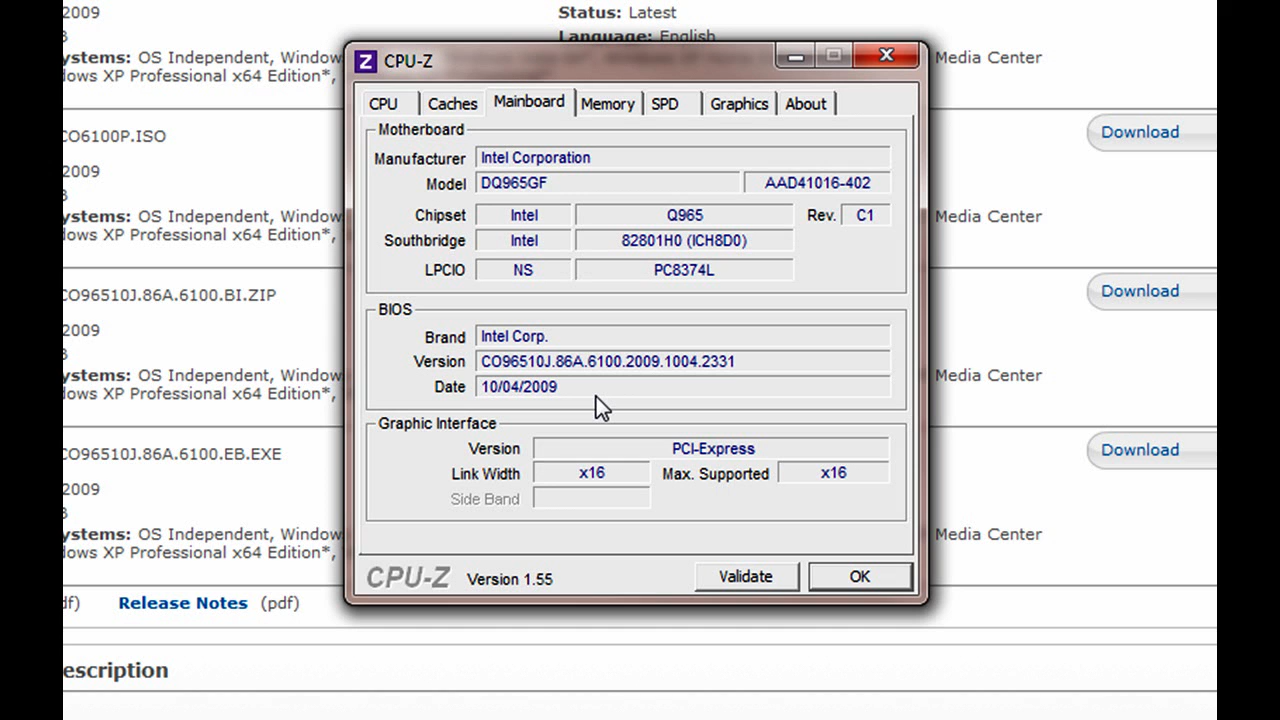 2009
Status: Latest
Language: English
ystems: OS Independent, Window
Media Center
dows XP Professional x64 Edition*,
CO6100P.ISO
Download
2009
ystems: OS Independent, Window
Media Center
dows XP Professional x64 Edition*,
CO96510J.86A.6100.BI.ZIP
Download
2009
ystems: OS Independent, Window
Media Center
dows XP Professional x64 Edition*,
CO96510J.86A.6100.EB.EXE
Download
2009
ystems: OS Independent, Window
Media Center
dows XP Professional x64 Edition*,
df) Release Notes (pdf)
escription
Z CPU-Z
CPU Caches Mainboard Memory SPD Graphics About
Motherboard
Manufacturer Intel Corporation
Model DQ965GF AAD41016-402
Chipset Intel Q965 Rev. C1
Southbridge Intel 82801HO (ICH8DO)
LPCIO NS PC8374L
BIOS
Brand Intel Corp.
Version CO96510J.86A.6100.2009.1004.2331
Date 10/04/2009
Graphic Interface
Version PCI-Express
Link Width x16 Max. Supported x16
Side Band
CPU-Z Version 1.55 Validate OK